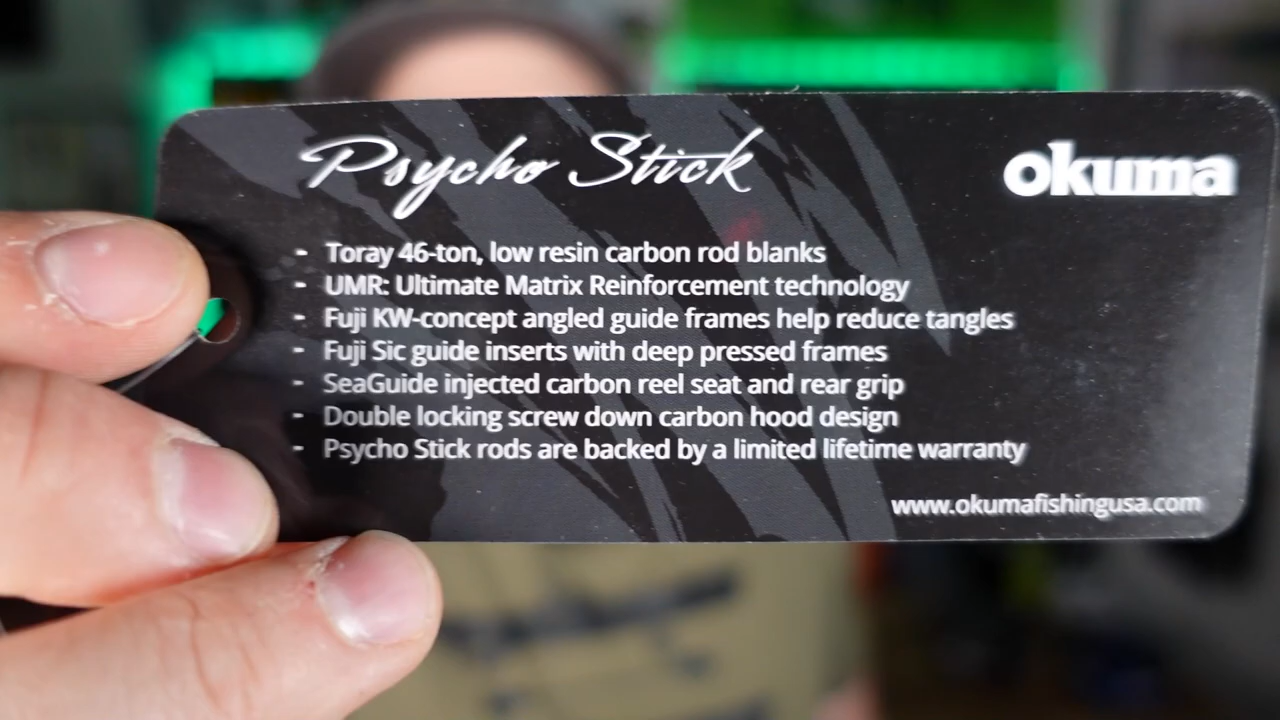 Psycho Stick
okuma
- Toray 46-ton, low resin carbon rod blanks
- UMR: Ultimate Matrix Reinforcement technology
- Fuji KW-concept angled guide frames help reduce tangles
- Fuji Sic guide inserts with deep pressed frames
- SeaGuide injected carbon reel seat and rear grip
- Double locking screw down carbon hood design
- Psycho Stick rods are backed by a limited lifetime warranty
www.okumafishingusa.com